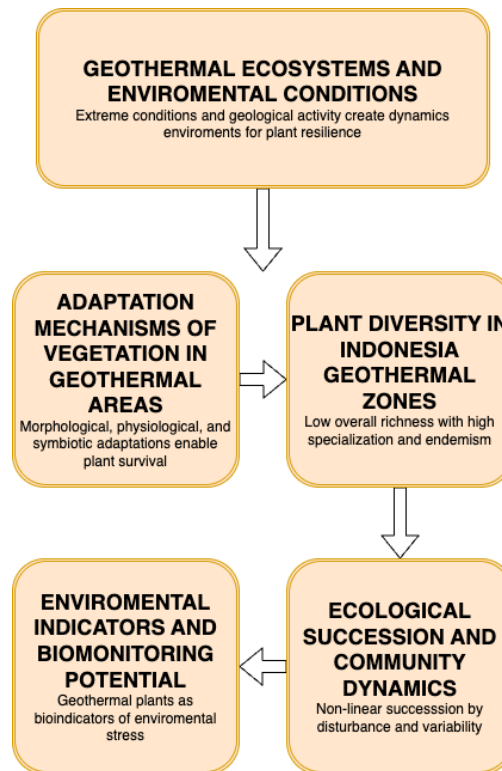 GEOTHERMAL ECOSYSTEMS AND
ENVIROMENTAL CONDITIONS
Extreme conditions and geological activity create dynamics
enviroments for plant resilience
ADAPTATION
MECHANISMS OF
VEGETATION IN
GEOTHERMAL
AREAS
Morphological, physiological, and
symbiotic adaptations enable
plant survival
PLANT DIVERSITY IN
INDONESIA
GEOTHERMAL
ZONES
Low overall richness with high
specialization and endemism
ECOLOGICAL
SUCCESSION AND
COMMUNITY
DYNAMICS
Non-linear successsion by
disturbance and variability
ENVIROMENTAL
INDICATORS AND
BIOMONITORING
POTENTIAL
Geothermal plants as
bioindicators of enviromental
stress